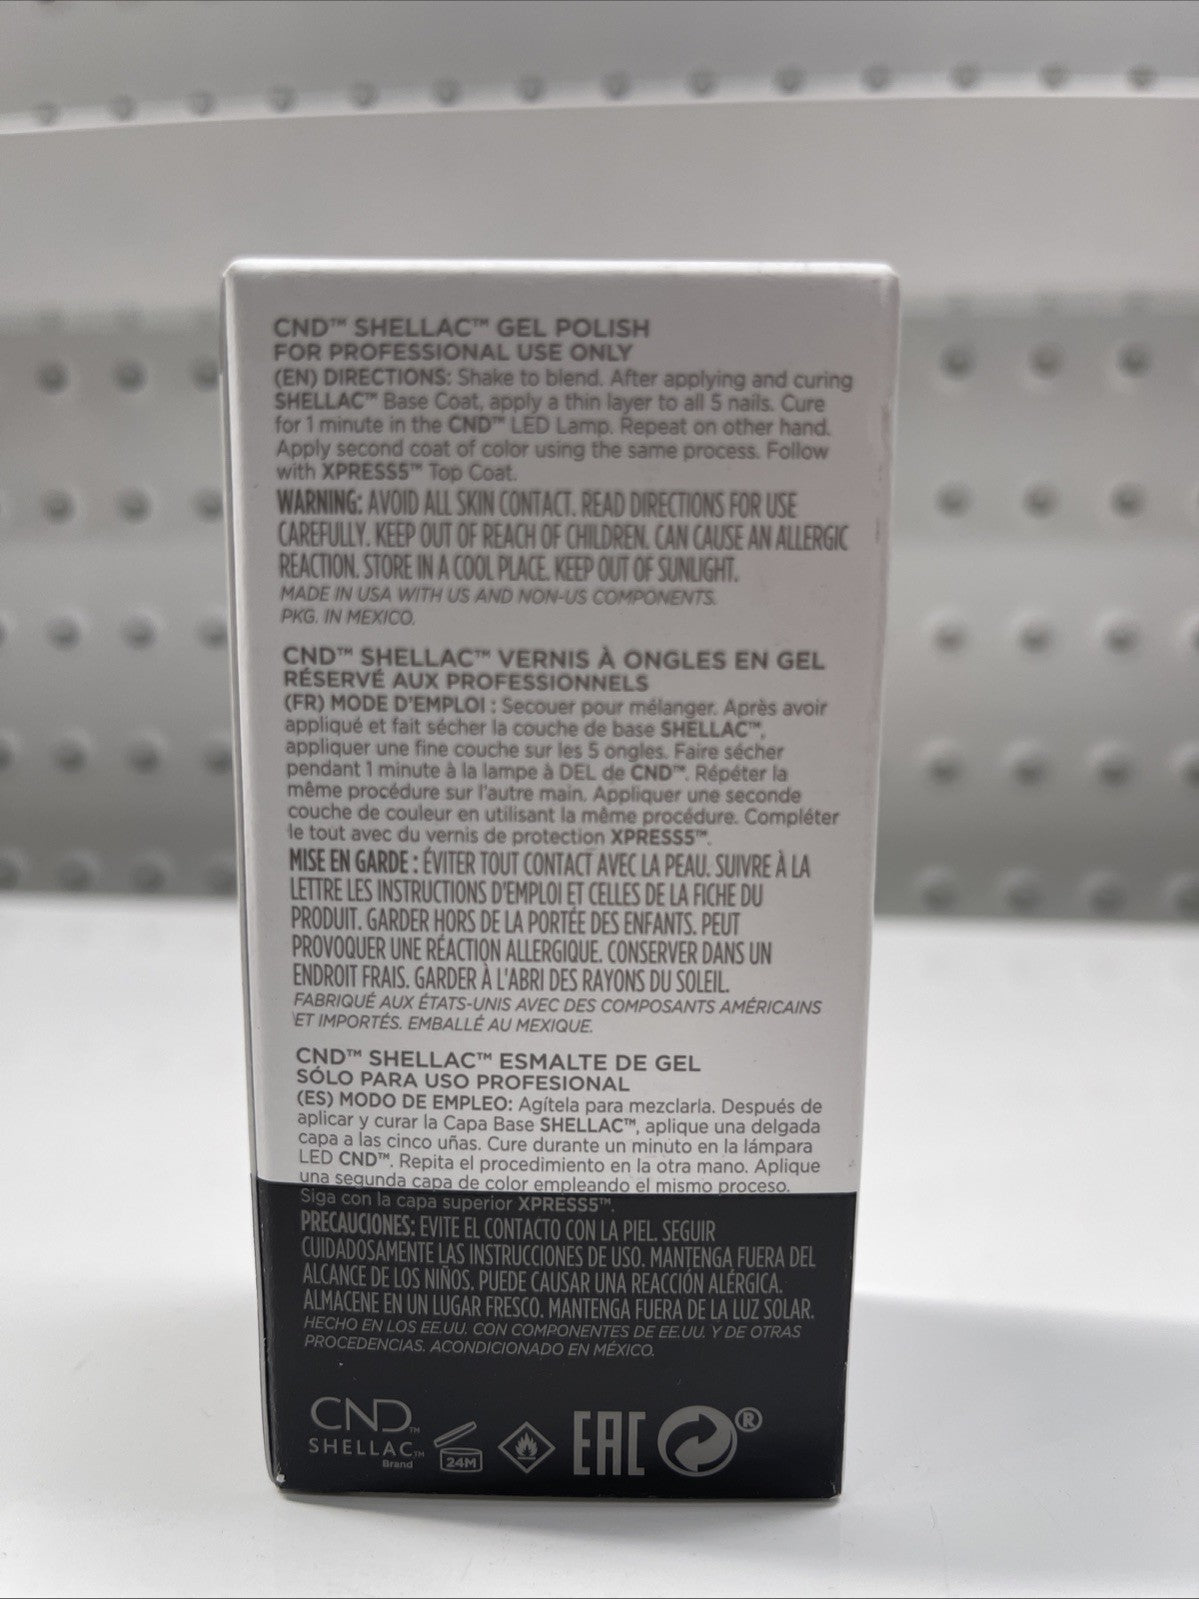 CND™ SHELLAC™ GEL POLISH
FOR PROFESSIONAL USE ONLY
(EN) DIRECTIONS: Shake to blend. After applying and curing
SHELLAC™ Base Coat, apply a thin layer to all 5 nails. Cure
for 1 minute in the CND™ LED Lamp. Repeat on other hand.
Apply second coat of color using the same process. Follow
with XPRESS5™ Top Coat.
WARNING: AVOID ALL SKIN CONTACT. READ DIRECTIONS FOR USE
CAREFULLY. KEEP OUT OF REACH OF CHILDREN. CAN CAUSE AN ALLERGIC
REACTION. STORE IN A COOL PLACE. KEEP OUT OF SUNLIGHT.
MADE IN USA WITH US AND NON-US COMPONENTS.
PKG. IN MEXICO.
CND™ SHELLAC™ VERNIS À ONGLES EN GEL
RÉSERVÉ AUX PROFESSIONNELS
(FR) MODE D'EMPLOI : Secouer pour mélanger. Après avoir
appliqué et fait sécher la couche de base SHELLAC™,
appliquer une fine couche sur les 5 ongles. Faire sécher
pendant 1 minute à la lampe à DEL de CND™. Répéter la
même procédure sur l'autre main. Appliquer une seconde
couche de couleur en utilisant la même procédure. Compléter
le tout avec du vernis de protection XPRESS5™.
MISE EN GARDE : ÉVITER TOUT CONTACT AVEC LA PEAU. SUIVRE À LA
LETTRE LES INSTRUCTIONS D'EMPLOI ET CELLES DE LA FICHE DU
PRODUIT. GARDER HORS DE LA PORTÉE DES ENFANTS. PEUT
PROVOQUER UNE RÉACTION ALLERGIQUE. CONSERVER DANS UN
ENDROIT FRAIS. GARDER À L'ABRI DES RAYONS DU SOLEIL.
FABRIQUÉ AUX ÉTATS-UNIS AVEC DES COMPOSANTS AMÉRICAINS
ET IMPORTÉS. EMBALLÉ AU MEXIQUE.
CND™ SHELLAC™ ESMALTE DE GEL
SÓLO PARA USO PROFESIONAL
(ES) MODO DE EMPLEO: Agítela para mezclarla. Después de
aplicar y curar la Capa Base SHELLAC™, aplique una delgada
capa a las cinco uñas. Cure durante un minuto en la lámpara
LED CND™. Repita el procedimiento en la otra mano. Aplique
una segunda capa de color empleando el mismo proceso.
Siga con la capa superior XPRESS5™.
PRECAUCIONES: EVITE EL CONTACTO CON LA PIEL. SEGUIR
CUIDADOSAMENTE LAS INSTRUCCIONES DE USO. MANTENGA FUERA DEL
ALCANCE DE LOS NIÑOS. PUEDE CAUSAR UNA REACCIÓN ALÉRGICA.
ALMACENE EN UN LUGAR FRESCO. MANTENGA FUERA DE LA LUZ SOLAR.
HECHO EN LOS EE.UU. CON COMPONENTES DE EE.UU. Y DE OTRAS
PROCEDENCIAS. ACONDICIONADO EN MÉXICO.
CND™
SHELLAC™
Brand
24M
EAC
®